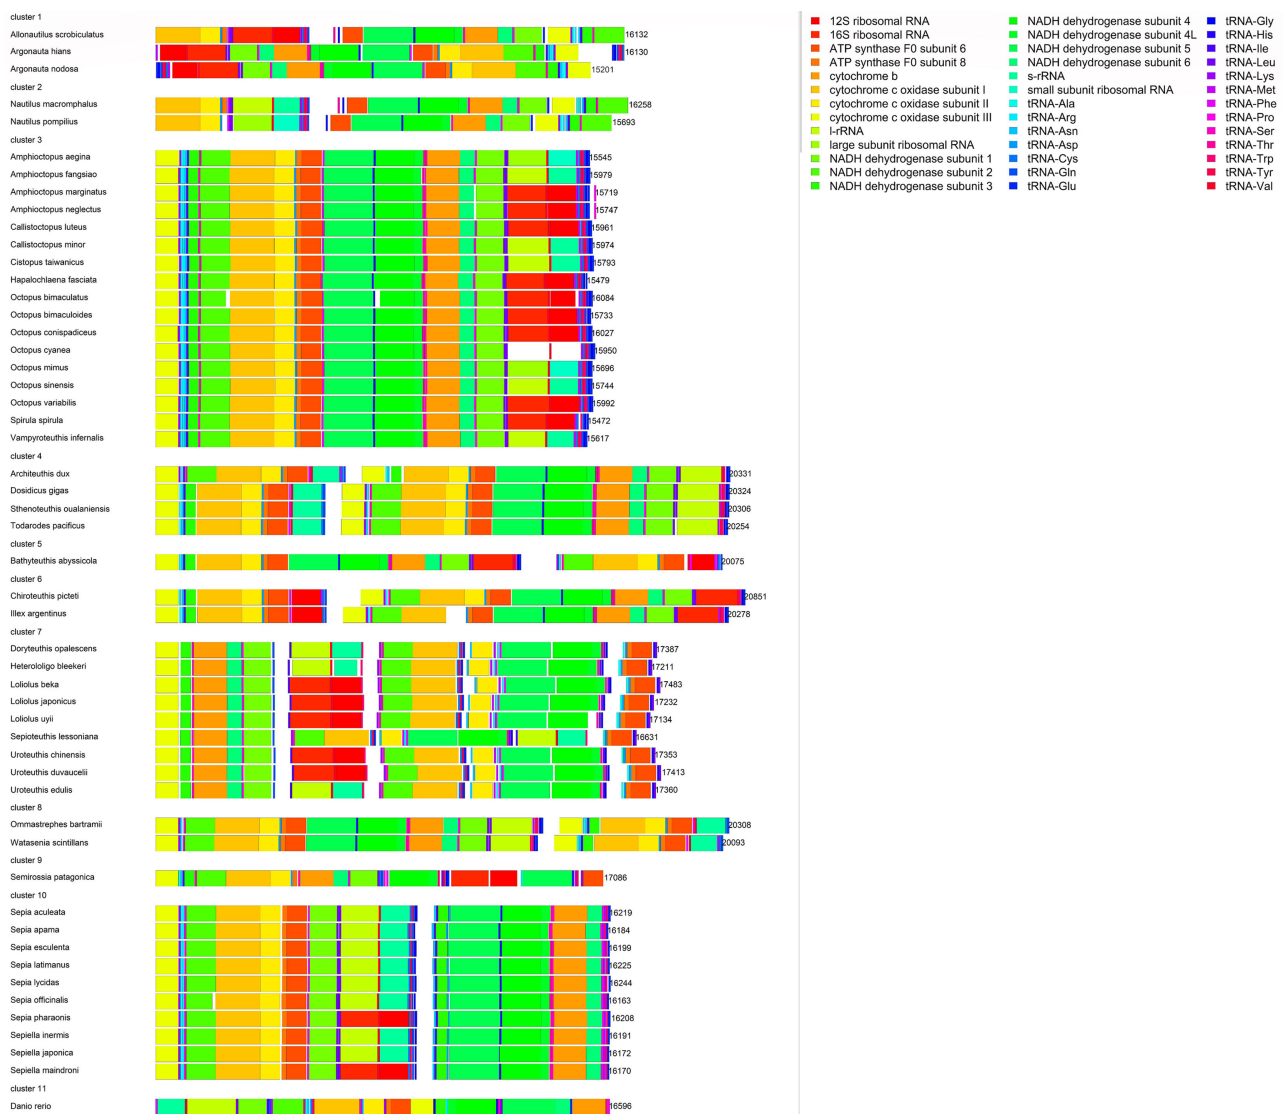 cluster 1
Allonautilus scrobiculatus 16132
Argonauta hians 16130
Argonauta nodosa 15201
cluster 2
Nautilus macromphalus 16258
Nautilus pompilius 15693
cluster 3
Amphioctopus aegina 15545
Amphioctopus fangsiao 15979
Amphioctopus marginatus 15719
Amphioctopus neglectus 15747
Callistoctopus luteus 15961
Callistoctopus minor 15974
Cistopus taiwanicus 15793
Hapalochlaena fasciata 15479
Octopus bimaculatus 16084
Octopus bimaculoides 15733
Octopus conispadiceus 16027
Octopus cyanea 15950
Octopus mimus 15696
Octopus sinensis 15744
Octopus variabilis 15992
Spirula spirula 15472
Vampyroteuthis infernalis 15617
cluster 4
Architeuthis dux 20331
Dosidicus gigas 20324
Sthenoteuthis oualaniensis 20306
Todarodes pacificus 20254
cluster 5
Bathyteuthis abyssicola 20075
cluster 6
Chiroteuthis picteti 20851
Illex argentinus 20278
cluster 7
Doryteuthis opalescens 17387
Heterololigo bleekeri 17211
Loliolus beka 17483
Loliolus japonicus 17232
Loliolus uyii 17134
Sepioteuthis lessoniana 16631
Uroteuthis chinensis 17353
Uroteuthis duvaucelii 17413
Uroteuthis edulis 17360
cluster 8
Ommastrephes bartramii 20308
Watasenia scintillans 20093
cluster 9
Semirossia patagonica 17086
cluster 10
Sepia aculeata 16219
Sepia apama 16184
Sepia esculenta 16199
Sepia latimanus 16225
Sepia lycidas 16244
Sepia officinalis 16163
Sepia pharaonis 16208
Sepiella inermis 16191
Sepiella japonica 16172
Sepiella maindroni 16170
cluster 11
Danio rerio 16596
12S ribosomal RNA
16S ribosomal RNA
ATP synthase F0 subunit 6
ATP synthase F0 subunit 8
cytochrome b
cytochrome c oxidase subunit I
cytochrome c oxidase subunit II
cytochrome c oxidase subunit III
l-rRNA
large subunit ribosomal RNA
NADH dehydrogenase subunit 1
NADH dehydrogenase subunit 2
NADH dehydrogenase subunit 3
NADH dehydrogenase subunit 4
NADH dehydrogenase subunit 4L
NADH dehydrogenase subunit 5
NADH dehydrogenase subunit 6
s-rRNA
small subunit ribosomal RNA
tRNA-Ala
tRNA-Arg
tRNA-Asn
tRNA-Asp
tRNA-Cys
tRNA-Gln
tRNA-Glu
tRNA-Gly
tRNA-His
tRNA-Ile
tRNA-Leu
tRNA-Lys
tRNA-Met
tRNA-Phe
tRNA-Pro
tRNA-Ser
tRNA-Thr
tRNA-Trp
tRNA-Tyr
tRNA-Val